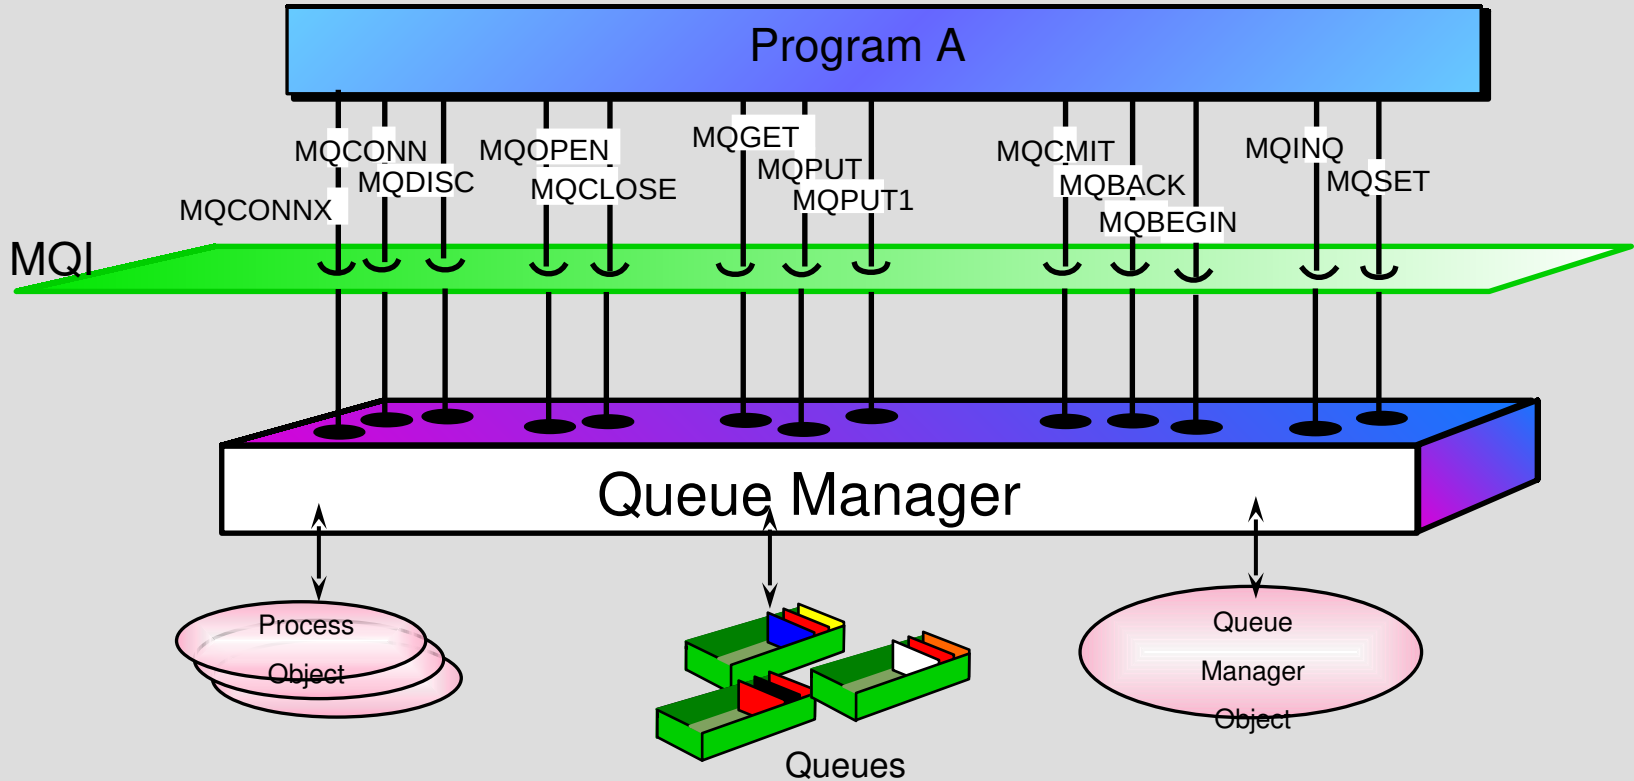 Program A
MQCONN
MQDISC
MQCONNX
MQOPEN
MQCLOSE
MQGET
MQPUT
MQPUT1
MQCMIT
MQBACK
MQBEGIN
MQINQ
MQSET
MQI
Queue Manager
Process
Object
Queues
Queue
Manager
Object